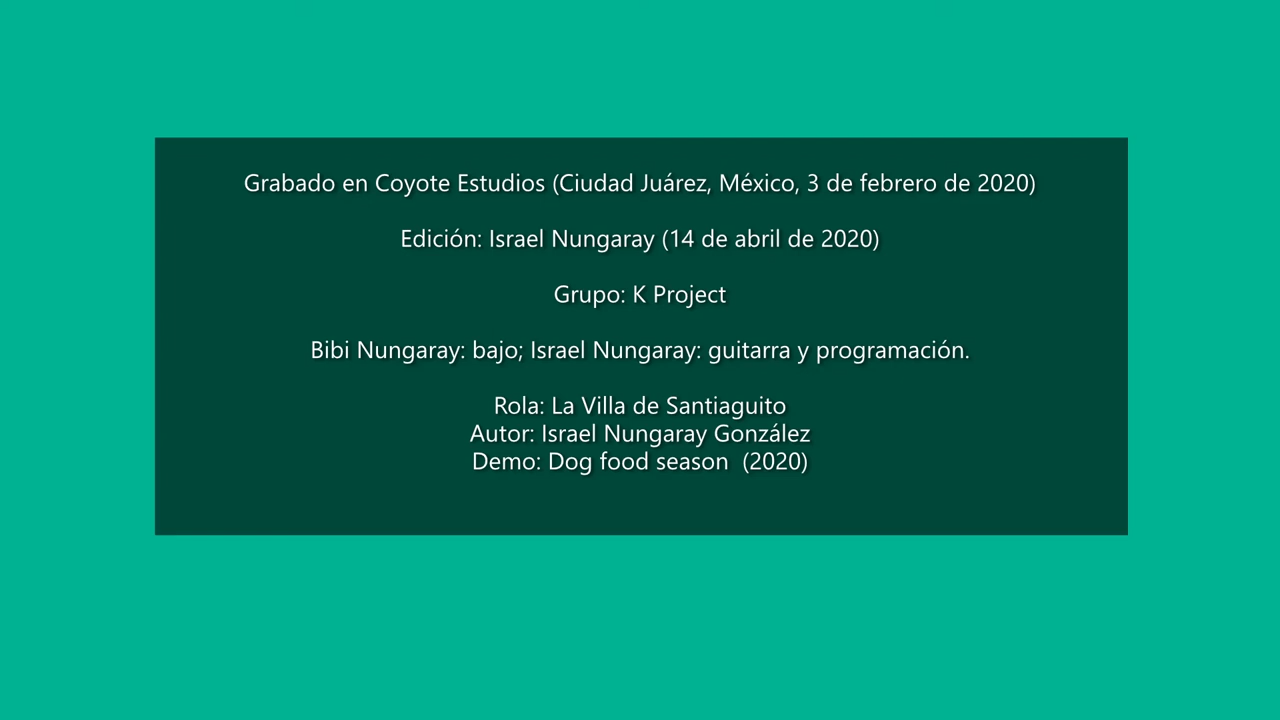 Grabado en Coyote Estudios (Ciudad Juárez, México, 3 de febrero de 2020)
Edición: Israel Nungaray (14 de abril de 2020)
Grupo: K Project
Bibi Nungaray: bajo; Israel Nungaray: guitarra y programación.
Rola: La Villa de Santiaguito
Autor: Israel Nungaray González
Demo: Dog food season  (2020)